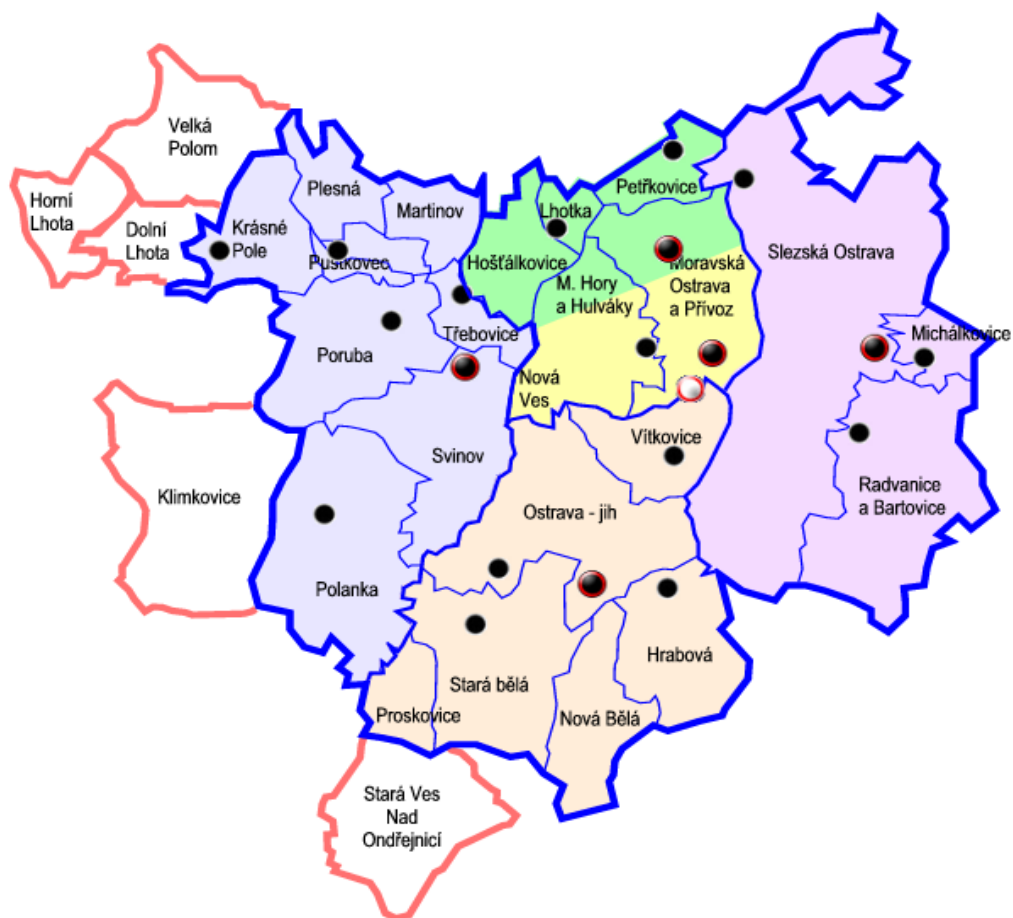 Velká
Polom
Horní
Lhota
Dolní
Lhota
Krásné
Pole
Plesná
Martinov
Pustkovec
Poruba
Třebovice
Svinov
Polanka
Klimkovice
Hošťálkovice
Lhotka
Petřkovice
M. Hory
a Hulváky
Moravská
Ostrava
a Přívoz
Nová
Ves
Slezská Ostrava
Michálkovice
Radvanice
a Bartovice
Vítkovice
Ostrava - jih
Hrabová
Stará bělá
Nová Bělá
Proskovice
Stará Ves
Nad
Ondřejnicí